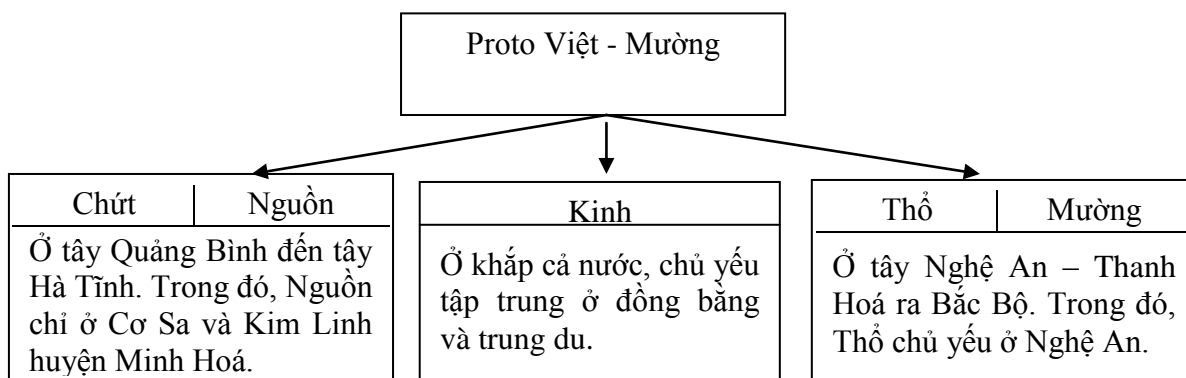 Proto Việt - Mường
Chứt Nguồn
Ở tây Quảng Bình đến tây
Hà Tĩnh. Trong đó, Nguồn
chỉ ở Cơ Sa và Kim Linh
huyện Minh Hoá.
Kinh
Ở khắp cả nước, chủ yếu
tập trung ở đồng bằng
và trung du.
Thổ Mường
Ở tây Nghệ An – Thanh
Hoá ra Bắc Bộ. Trong đó,
Thổ chủ yếu ở Nghệ An.